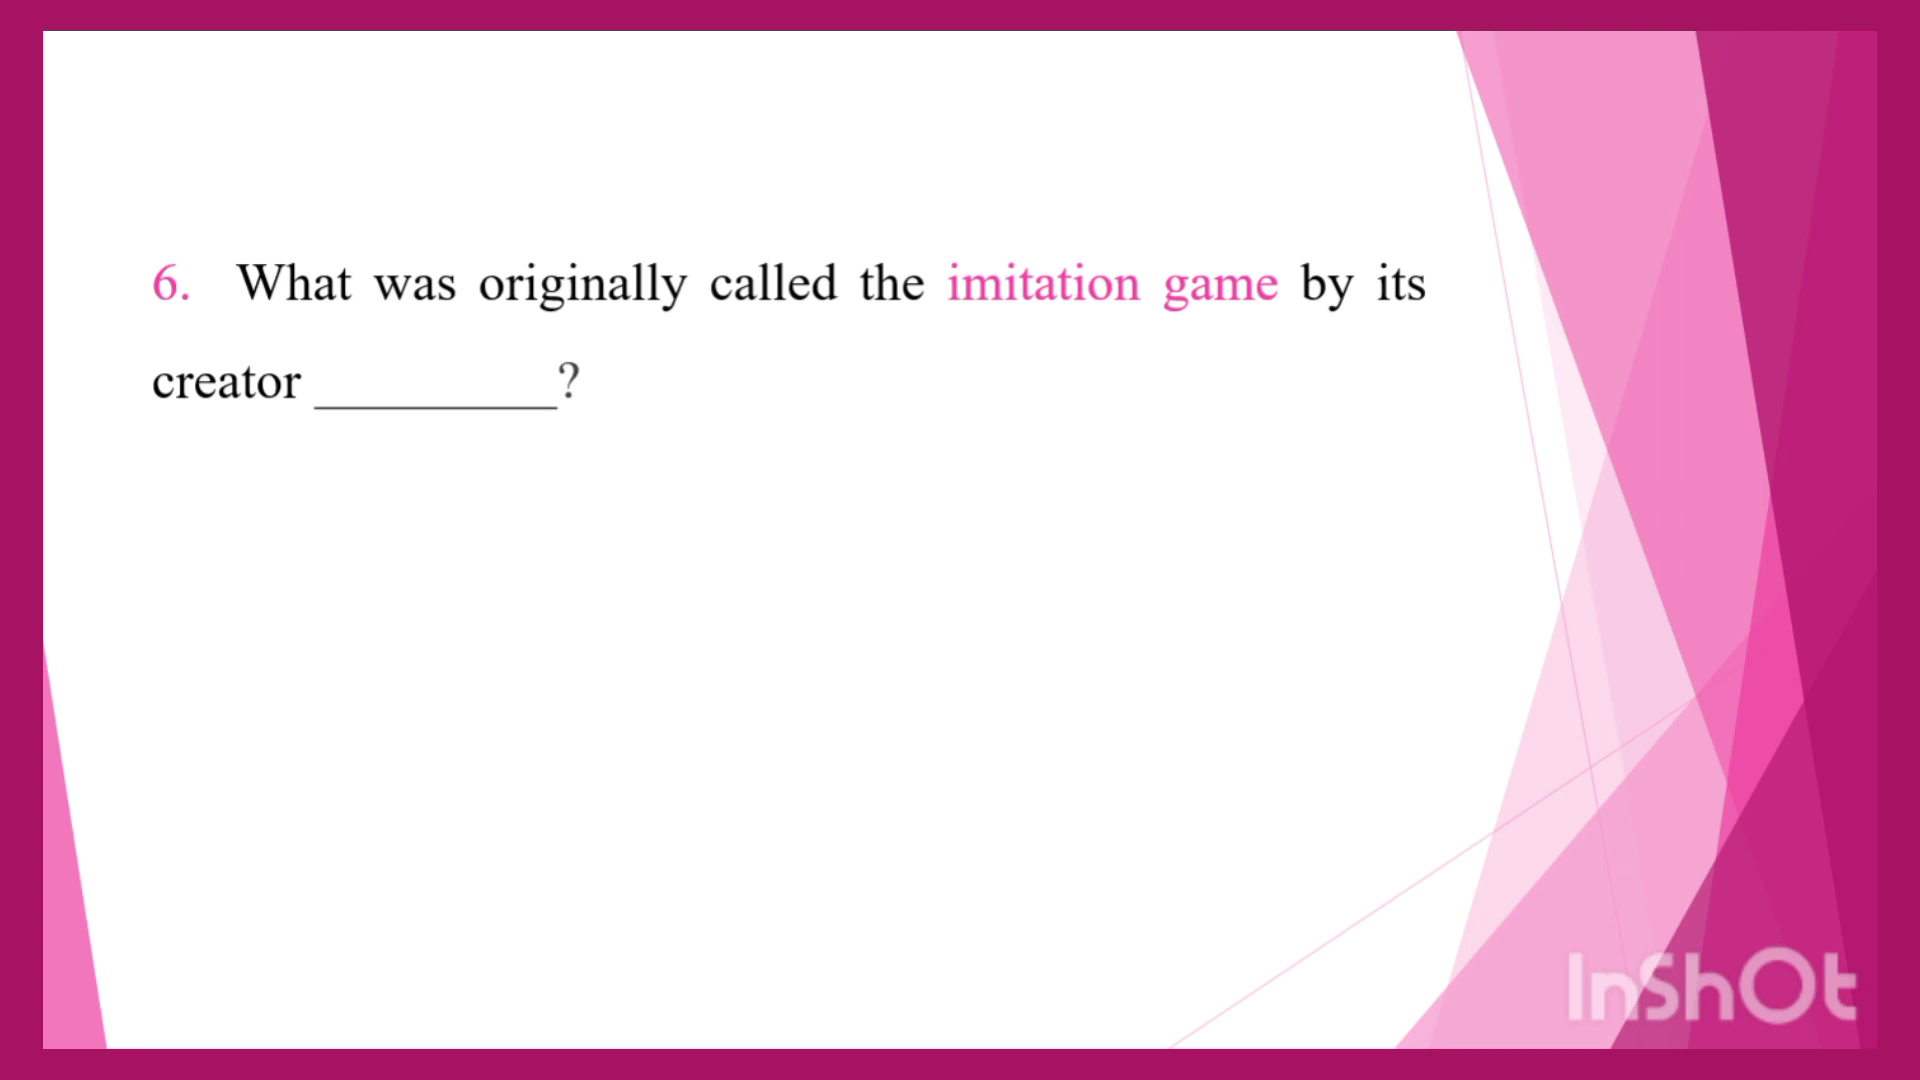 6. What was originally called the imitation game by its
creator __________?
InShOt